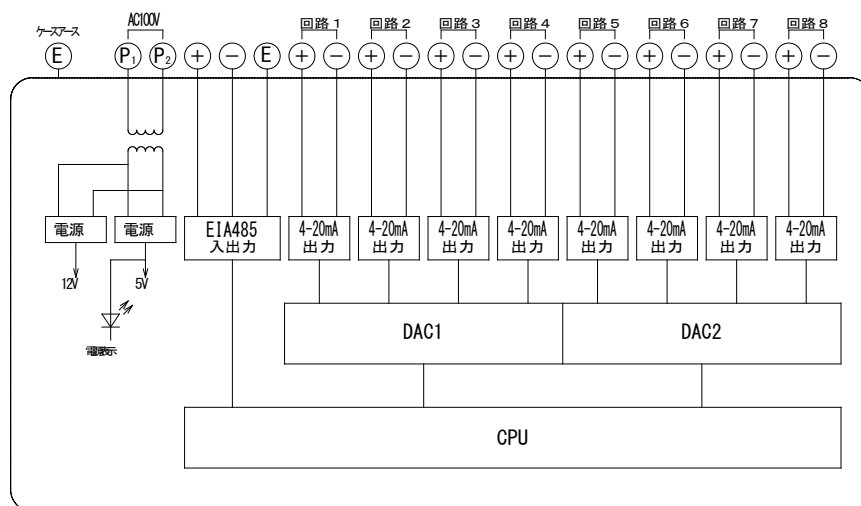 ケースアース
AC100V
回路1 回路2 回路3 回路4 回路5 回路6 回路7 回路8
E P1 P2 + − E + − + − + − + − + − + − + − + −
電源 電源
EIA485
入出力
4-20mA
出力
4-20mA
出力
4-20mA
出力
4-20mA
出力
4-20mA
出力
4-20mA
出力
4-20mA
出力
4-20mA
出力
12V 5V
電源表示
DAC1 DAC2
CPU